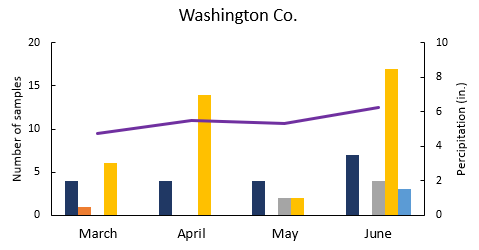 Washington Co.
20
15
10
5
0
Number of samples
10
8
6
4
2
0
Percipitation (in.)
March
April
May
June